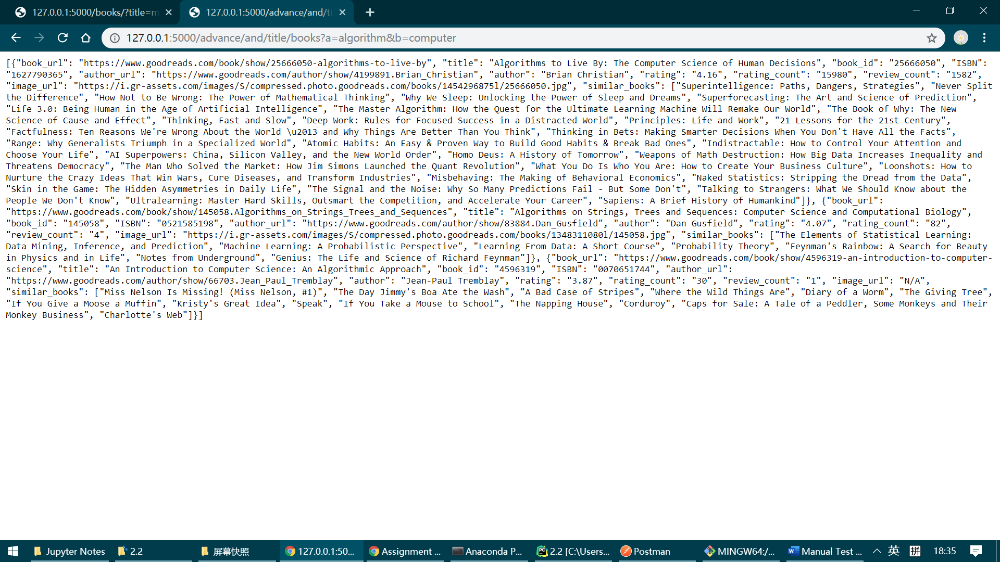 127.0.0.1:5000/books/?title=m
127.0.0.1:5000/advance/and/ti
127.0.0.1:5000/advance/and/title/books?a=algorithm&b=computer
[{"book_url": "https://www.goodreads.com/book/show/25666050-algorithms-to-live-by", "title": "Algorithms to Live By: The Computer Science of Human Decisions", "book_id": "25666050", "ISBN":
"1627790365", "author_url": "https://www.goodreads.com/author/show/4199891.Brian_Christian", "author": "Brian Christian", "rating": "4.16", "rating_count": "15980", "review_count": "1582",
"image_url": "https://i.gr-assets.com/images/S/compressed.photo.goodreads.com/books/1454296875l/25666050.jpg", "similar_books": ["Superintelligence: Paths, Dangers, Strategies", "Never Split
the Difference", "How Not to Be Wrong: The Power of Mathematical Thinking", "Why We Sleep: Unlocking the Power of Sleep and Dreams", "Superforecasting: The Art and Science of Prediction",
"Life 3.0: Being Human in the Age of Artificial Intelligence", "The Master Algorithm: How the Quest for the Ultimate Learning Machine Will Remake Our World", "The Book of Why: The New
Science of Cause and Effect", "Thinking, Fast and Slow", "Deep Work: Rules for Focused Success in a Distracted World", "Principles: Life and Work", "21 Lessons for the 21st Century",
"Factfulness: Ten Reasons We're Wrong About the World \u2013 and Why Things Are Better Than You Think", "Thinking in Bets: Making Smarter Decisions When You Don't Have All the Facts",
"Range: Why Generalists Triumph in a Specialized World", "Atomic Habits: An Easy & Proven Way to Build Good Habits & Break Bad Ones", "Indistractable: How to Control Your Attention and
Choose Your Life", "AI Superpowers: China, Silicon Valley, and the New World Order", "Homo Deus: A History of Tomorrow", "Weapons of Math Destruction: How Big Data Increases Inequality and
Threatens Democracy", "The Man Who Solved the Market: How Jim Simons Launched the Quant Revolution", "What You Do Is Who You Are: How to Create Your Business Culture", "Loonshots: How to
Nurture the Crazy Ideas That Win Wars, Cure Diseases, and Transform Industries", "Misbehaving: The Making of Behavioral Economics", "Naked Statistics: Stripping the Dread from the Data",
"Skin in the Game: The Hidden Asymmetries in Daily Life", "The Signal and the Noise: Why So Many Predictions Fail - But Some Don't", "Talking to Strangers: What We Should Know about the
People We Don't Know", "Ultralearning: Master Hard Skills, Outsmart the Competition, and Accelerate Your Career", "Sapiens: A Brief History of Humankind"]}, {"book_url":
"https://www.goodreads.com/book/show/145058.Algorithms_on_Strings_Trees_and_Sequences", "title": "Algorithms on Strings, Trees and Sequences: Computer Science and Computational Biology",
"book_id": "145058", "ISBN": "0521585198", "author_url": "https://www.goodreads.com/author/show/83884.Dan_Gusfield", "author": "Dan Gusfield", "rating": "4.07", "rating_count": "82",
"review_count": "4", "image_url": "https://i.gr-assets.com/images/S/compressed.photo.goodreads.com/books/1348311080l/145058.jpg", "similar_books": ["The Elements of Statistical Learning:
Data Mining, Inference, and Prediction", "Machine Learning: A Probabilistic Perspective", "Learning From Data: A Short Course", "Probability Theory", "Feynman's Rainbow: A Search for Beauty
in Physics and in Life", "Notes from Underground", "Genius: The Life and Science of Richard Feynman"]}, {"book_url": "https://www.goodreads.com/book/show/4596319-an-introduction-to-computer-
science", "title": "An Introduction to Computer Science: An Algorithmic Approach", "book_id": "4596319", "ISBN": "0070651744", "author_url":
"https://www.goodreads.com/author/show/66703.Jean_Paul_Tremblay", "author": "Jean-Paul Tremblay", "rating": "3.87", "rating_count": "30", "review_count": "1", "image_url": "N/A",
"similar_books": ["Miss Nelson Is Missing! (Miss Nelson, #1)", "The Day Jimmy's Boa Ate the Wash", "A Bad Case of Stripes", "Where the Wild Things Are", "Diary of a Worm", "The Giving Tree",
"If You Give a Moose a Muffin", "Kristy's Great Idea", "Speak", "If You Take a Mouse to School", "The Napping House", "Corduroy", "Caps for Sale: A Tale of a Peddler, Some Monkeys and Their
Monkey Business", "Charlotte's Web"]}]
Jupyter Notes
2.2
屏幕快照
127.0.0.1:50...
Assignment ...
Anaconda P...
2.2 [C:\Users...
Postman
MINGW64:/...
Manual Test ...
英
拼
18:35